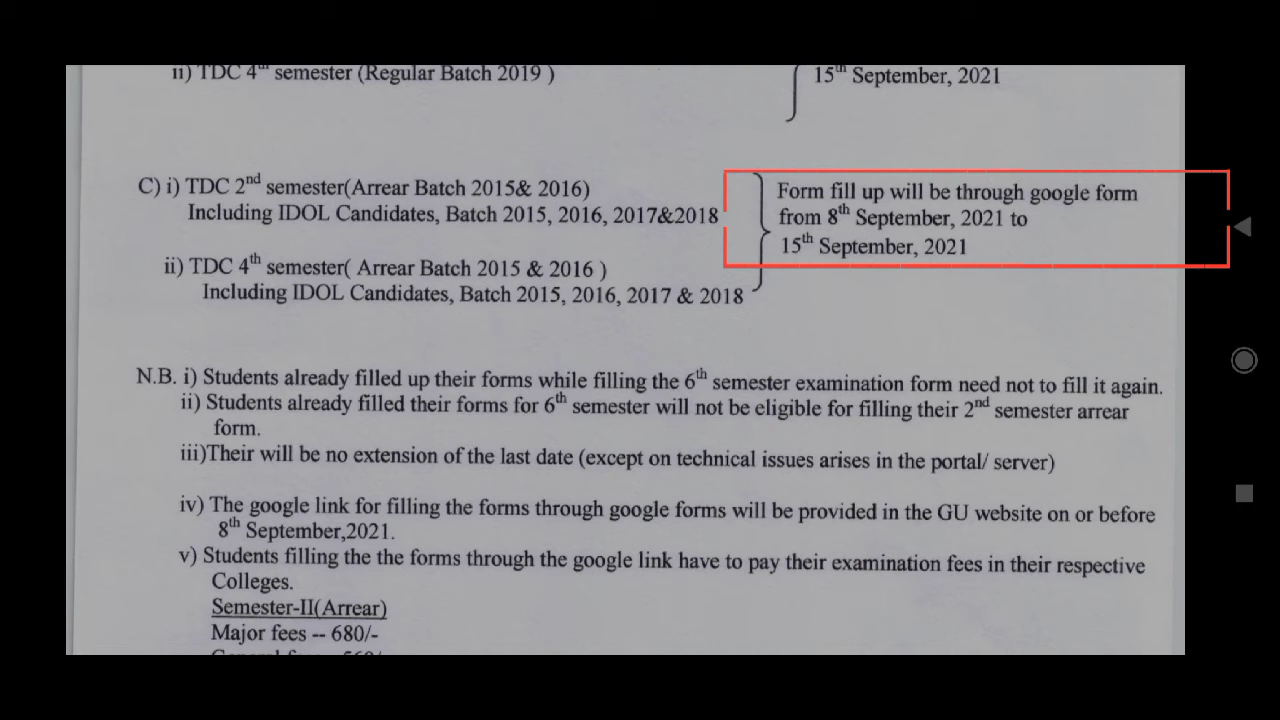 ii) TDC 4th semester (Regular Batch 2019 )
15th September, 2021
C) i) TDC 2nd semester(Arrear Batch 2015& 2016)
Including IDOL Candidates, Batch 2015, 2016, 2017&2018
Form fill up will be through google form
from 8th September, 2021 to
15th September, 2021
ii) TDC 4th semester( Arrear Batch 2015 & 2016 )
Including IDOL Candidates, Batch 2015, 2016, 2017 & 2018
N.B. i) Students already filled up their forms while filling the 6th semester examination form need not to fill it again.
ii) Students already filled their forms for 6th semester will not be eligible for filling their 2nd semester arrear
form.
iii)Their will be no extension of the last date (except on technical issues arises in the portal/ server)
iv) The google link for filling the forms through google forms will be provided in the GU website on or before
8th September,2021.
v) Students filling the the forms through the google link have to pay their examination fees in their respective
Colleges.
Semester-II(Arrear)
Major fees -- 680/-